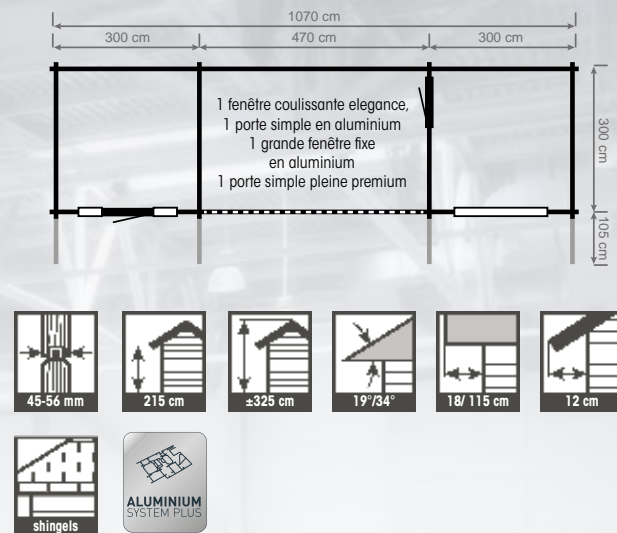 1070 cm
300 cm
470 cm
300 cm
1 fenêtre coulissante elegance,
1 porte simple en aluminium
1 grande fenêtre fixe
en aluminium
1 porte simple pleine premium
300 cm
105 cm
45-56 mm
215 cm
±325 cm
19°/34°
18/ 115 cm
12 cm
shingels
ALUMINIUM
SYSTEM PLUS